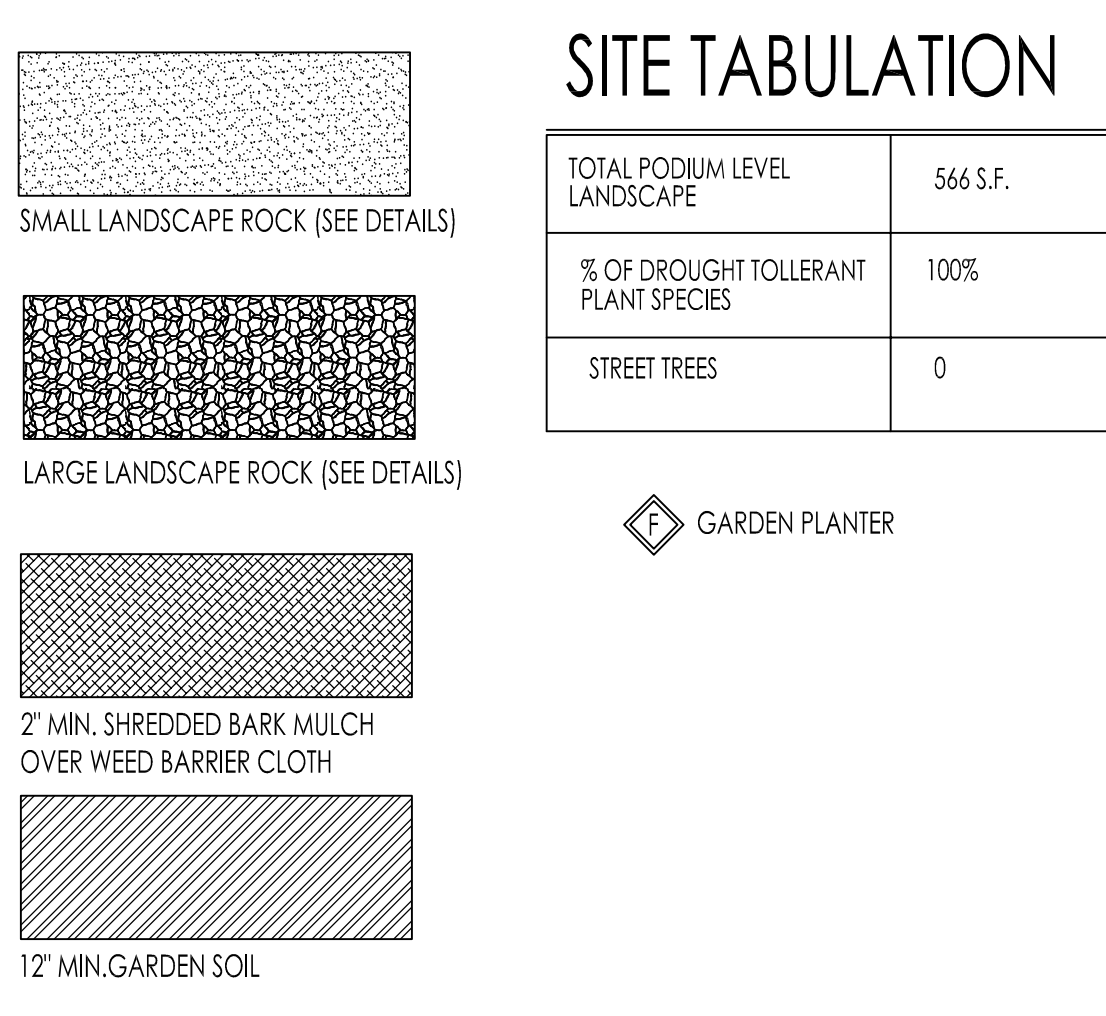 SMALL LANDSCAPE ROCK (SEE DETAILS)
LARGE LANDSCAPE ROCK (SEE DETAILS)
2" MIN. SHREDDED BARK MULCH
OVER WEED BARRIER CLOTH
12" MIN.GARDEN SOIL
SITE TABULATION
TOTAL PODIUM LEVEL
LANDSCAPE
566 S.F.
% OF DROUGHT TOLLERANT
PLANT SPECIES
100%
STREET TREES
0
F
GARDEN PLANTER